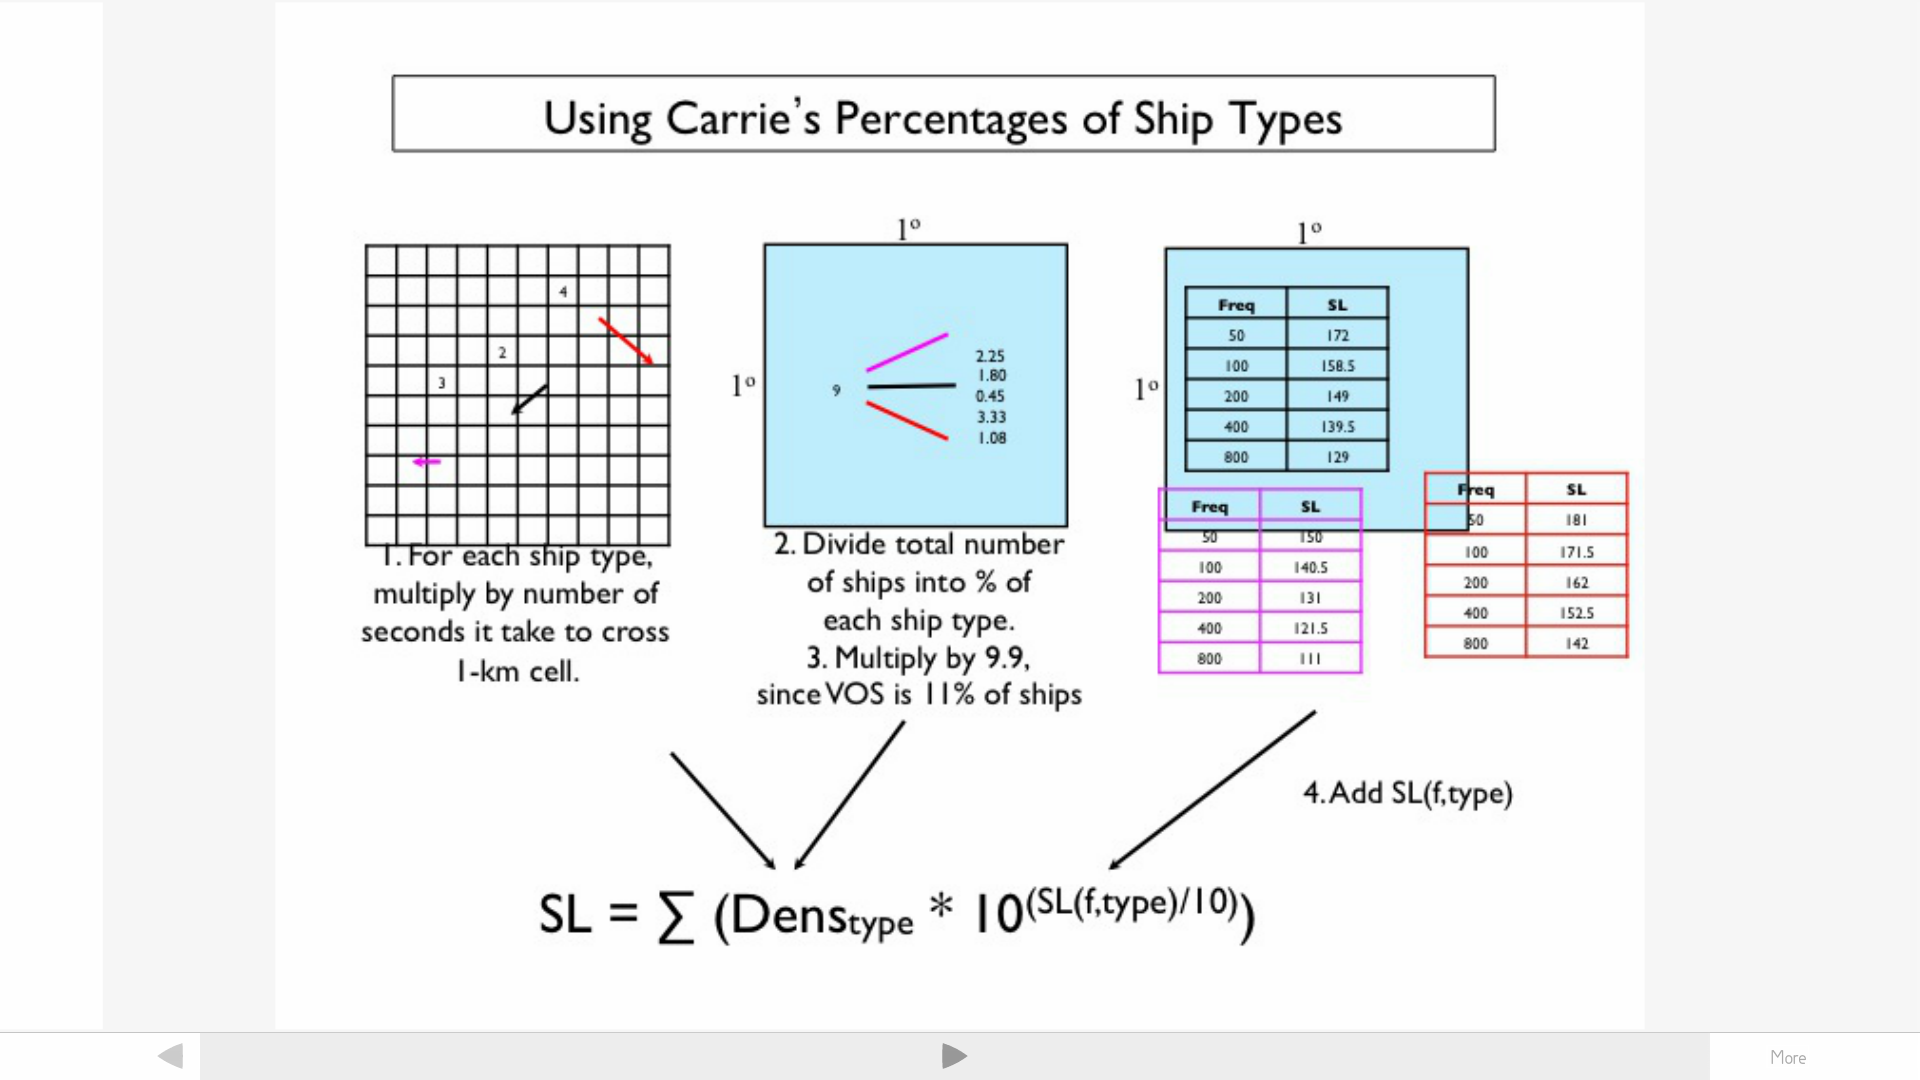 Using Carrie's Percentages of Ship Types
4
2
3
1. For each ship type,
multiply by number of
seconds it take to cross
1-km cell.
1º
1º
9
2.25
1.80
0.45
3.33
1.08
2. Divide total number
of ships into % of
each ship type.
3. Multiply by 9.9,
since VOS is 11% of ships
1º
1º
Freq SL
50 172
100 158.5
200 149
400 139.5
800 129
Freq SL
50 150
100 140.5
200 131
400 121.5
800 111
Freq SL
50 181
100 171.5
200 162
400 152.5
800 142
4. Add SL(f,type)
SL = ∑ (Denstype * 10(SL(f,type)/10))
More